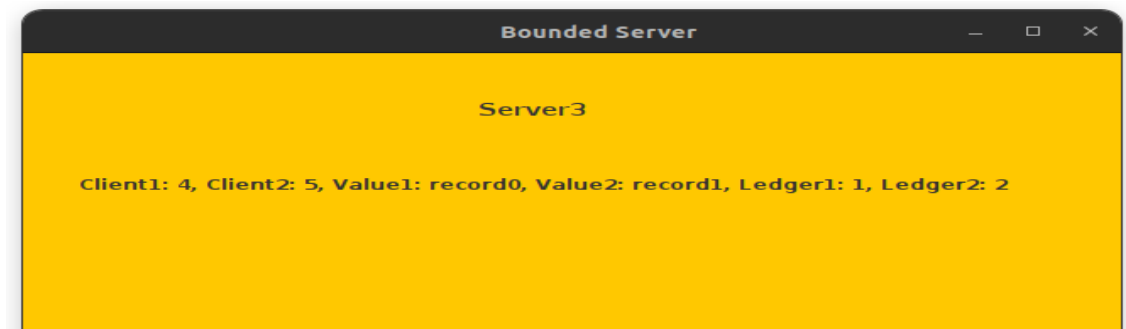 Bounded Server
Server3
Client1: 4, Client2: 5, Value1: record0, Value2: record1, Ledger1: 1, Ledger2: 2